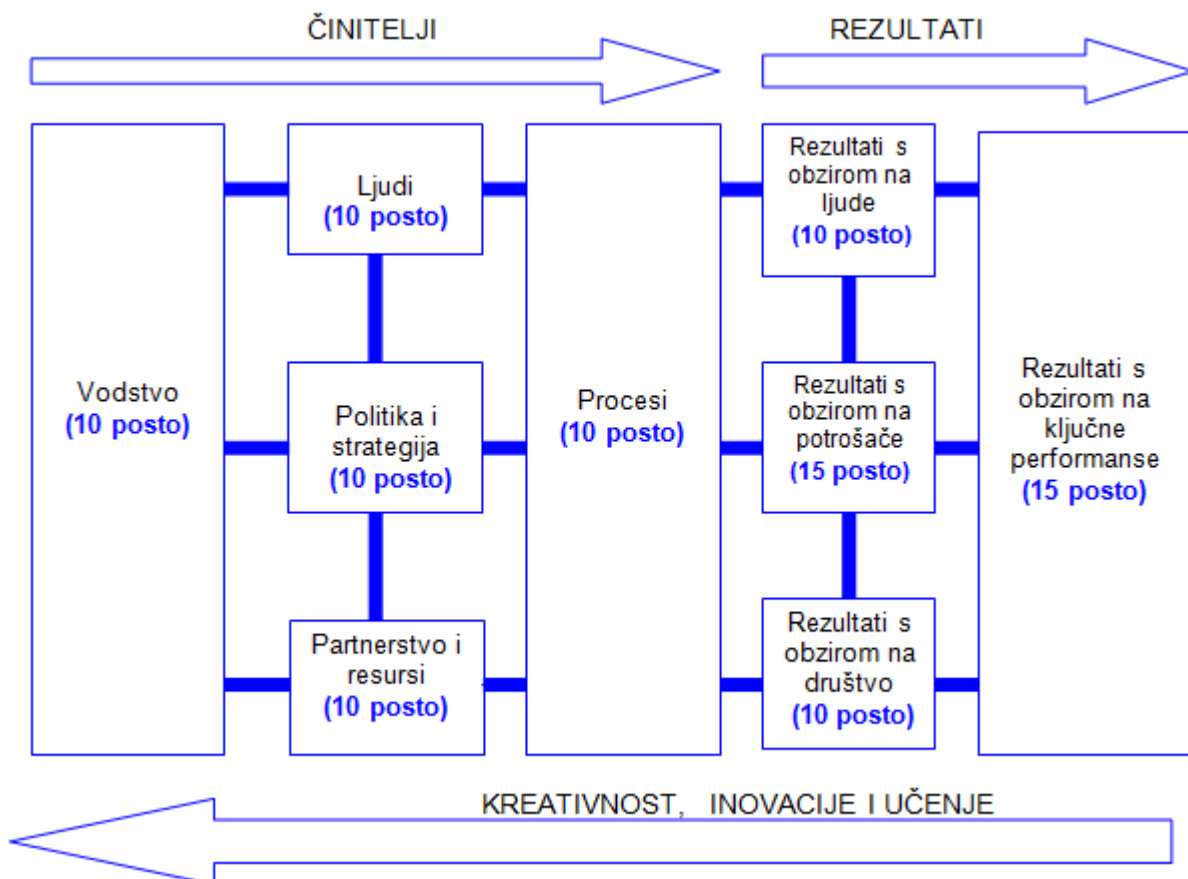 ČINITELJI
REZULTATI
Vodstvo
(10 posto)
Ljudi
(10 posto)
Politika i
strategija
(10 posto)
Partnerstvo i
resursi
(10 posto)
Procesi
(10 posto)
Rezultati s
obzirom na
ljude
(10 posto)
Rezultati s
obzirom na
potrošače
(15 posto)
Rezultati s
obzirom na
društvo
(10 posto)
Rezultati s
obzirom na
ključne
performanse
(15 posto)
KREATIVNOST, INOVACIJE I UČENJE